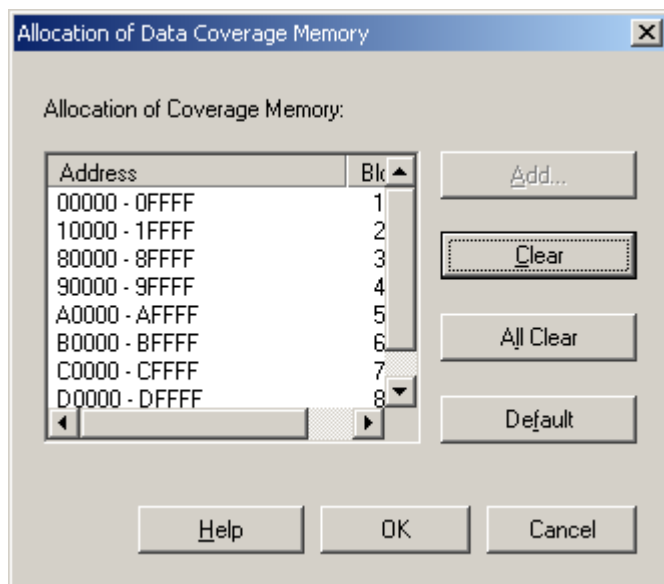 Allocation of Data Coverage Memory
Allocation of Coverage Memory:
Address Blo
00000 - 0FFFF 1
10000 - 1FFFF 2
80000 - 8FFFF 3
90000 - 9FFFF 4
A0000 - AFFFF 5
B0000 - BFFFF 6
C0000 - CFFFF 7
D0000 - DFFFF 8
Add...
Clear
All Clear
Default
Help OK Cancel